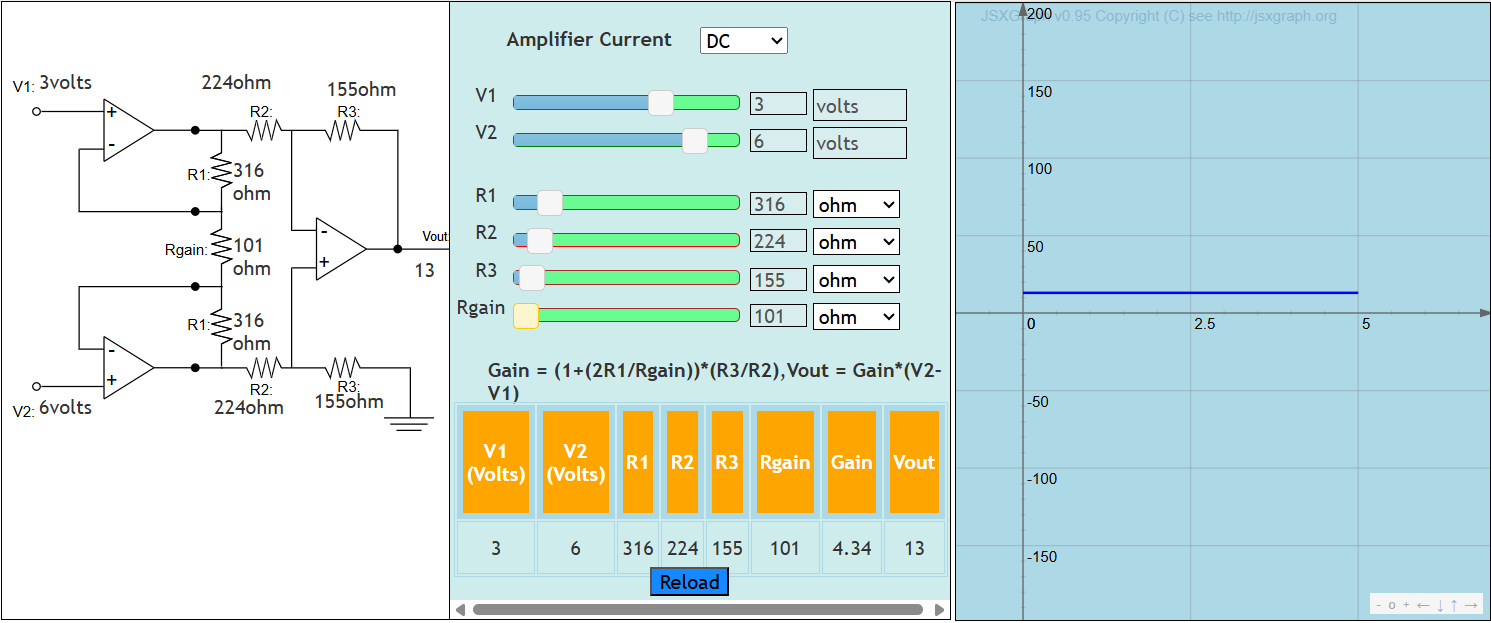 V1: 3volts
224ohm
155ohm
R2:
R3:
+
-
R1: 316
ohm
Vout:
-
+
13
Rgain: 101
ohm
R1: 316
ohm
-
+
V2: 6volts
R2:
224ohm
R3:
155ohm
Amplifier Current DC
V1 3 volts
V2 6 volts
R1 316 ohm
R2 224 ohm
R3 155 ohm
Rgain 101 ohm
Gain = (1+(2R1/Rgain))*(R3/R2),Vout = Gain*(V2-
V1)
V1
(Volts) V2
(Volts) R1 R2 R3 Rgain Gain Vout
3 6 316 224 155 101 4.34 13
Reload
v0.95 Copyright (C) see http://jsxgraph.org
200
150
100
50
0 2.5 5
-50
-100
-150
- o + ← ↓ ↑ →